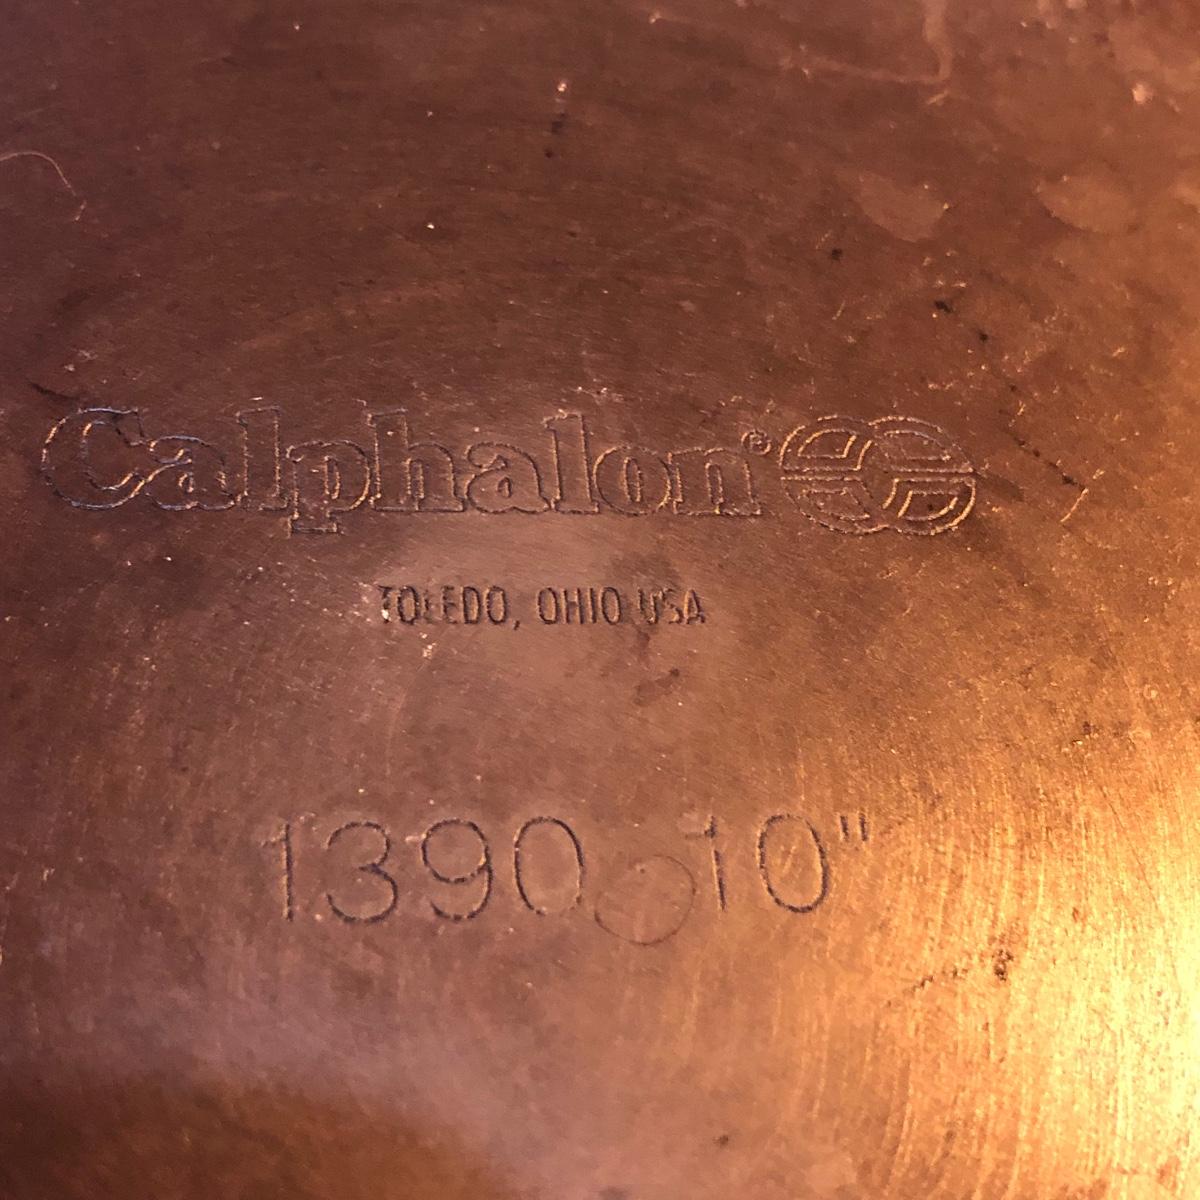 Calphalon®
TOLEDO, OHIO USA
1390 10"